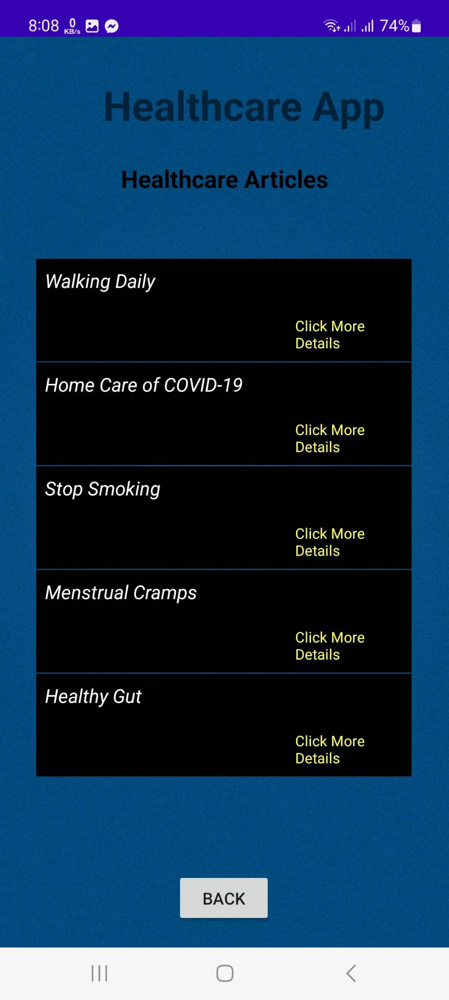 8:08 0 KB/s 74%
Healthcare App
Healthcare Articles
Walking Daily
Click More
Details
Home Care of COVID-19
Click More
Details
Stop Smoking
Click More
Details
Menstrual Cramps
Click More
Details
Healthy Gut
Click More
Details
BACK